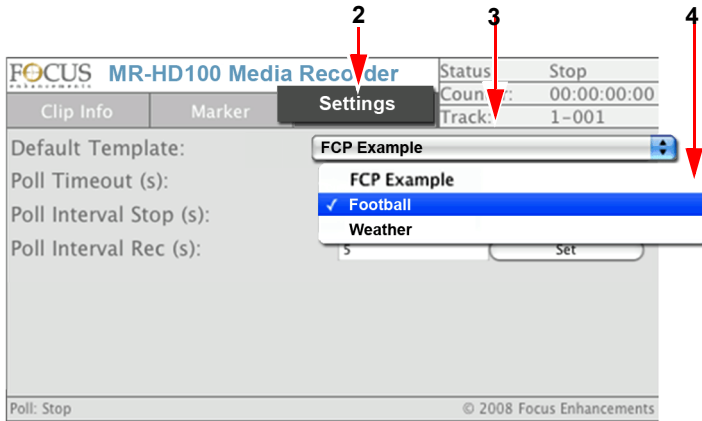 2 3 4
FOCUS MR-HD100 Media Recorder
enhancements
Status Stop
Counter: 00:00:00:00
Track: 1-001
Clip Info Marker Settings
Default Template: FCP Example
Poll Timeout (s): FCP Example
Poll Interval Stop (s): ✓ Football
Weather
Poll Interval Rec (s): 5 Set
Poll: Stop © 2008 Focus Enhancements